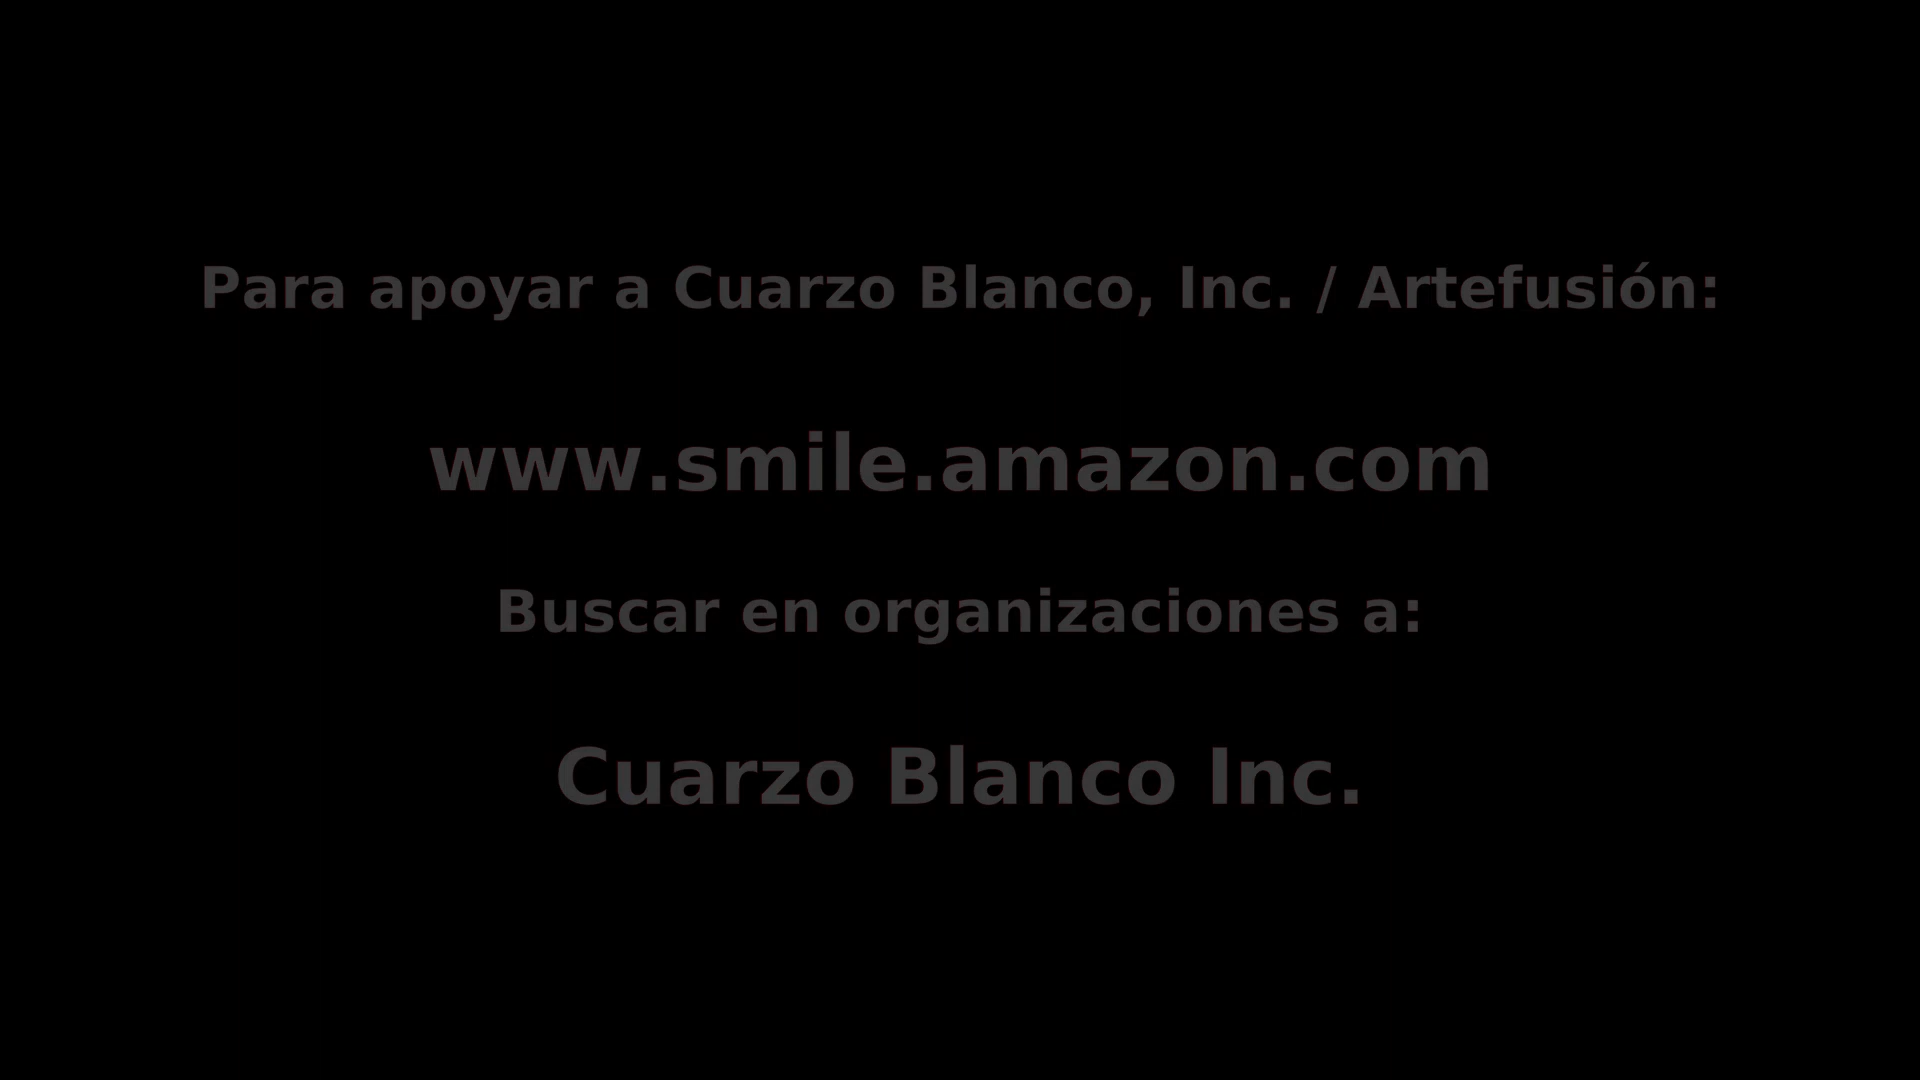 Para apoyar a Cuarzo Blanco, Inc. / Artefusión:
www.smile.amazon.com
Buscar en organizaciones a:
Cuarzo Blanco Inc.